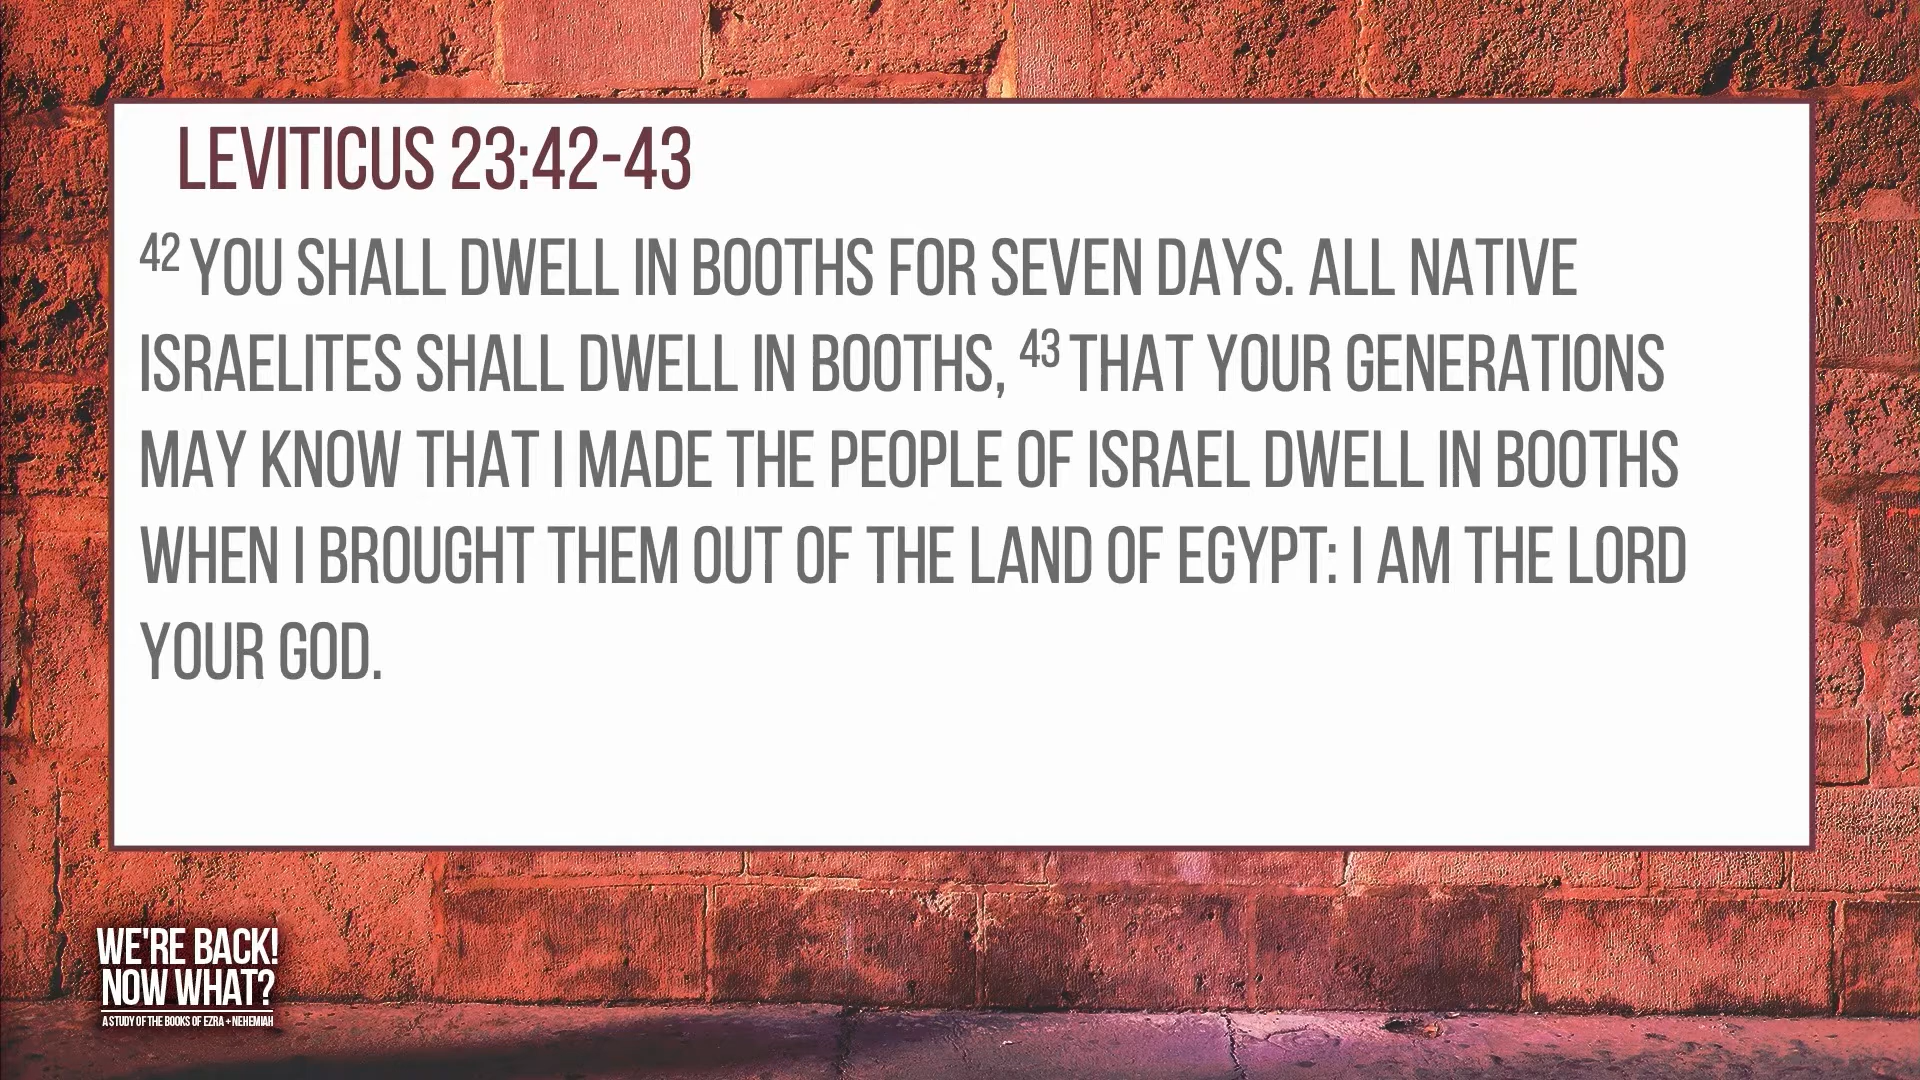 LEVITICUS 23:42-43
42 YOU SHALL DWELL IN BOOTHS FOR SEVEN DAYS. ALL NATIVE
ISRAELITES SHALL DWELL IN BOOTHS, 43 THAT YOUR GENERATIONS
MAY KNOW THAT I MADE THE PEOPLE OF ISRAEL DWELL IN BOOTHS
WHEN I BROUGHT THEM OUT OF THE LAND OF EGYPT: I AM THE LORD
YOUR GOD.
WE'RE BACK!
NOW WHAT?
A STUDY OF THE BOOKS OF EZRA + NEHEMIAH